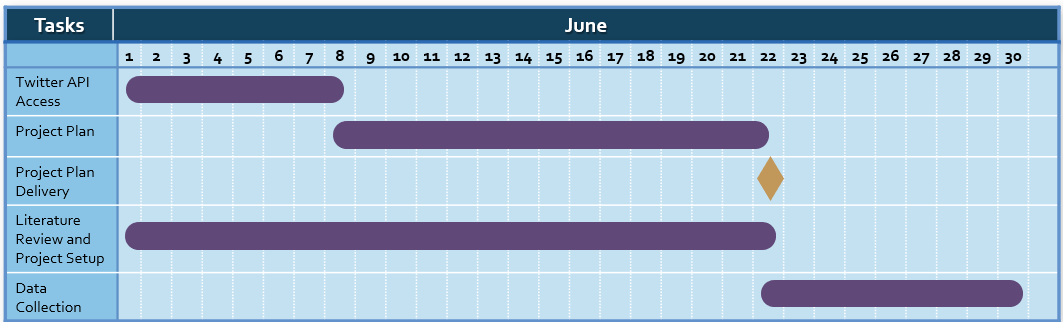 Tasks June
1 2 3 4 5 6 7 8 9 10 11 12 13 14 15 16 17 18 19 20 21 22 23 24 25 26 27 28 29 30
Twitter API
Access
Project Plan
Project Plan
Delivery
Literature
Review and
Project Setup
Data
Collection